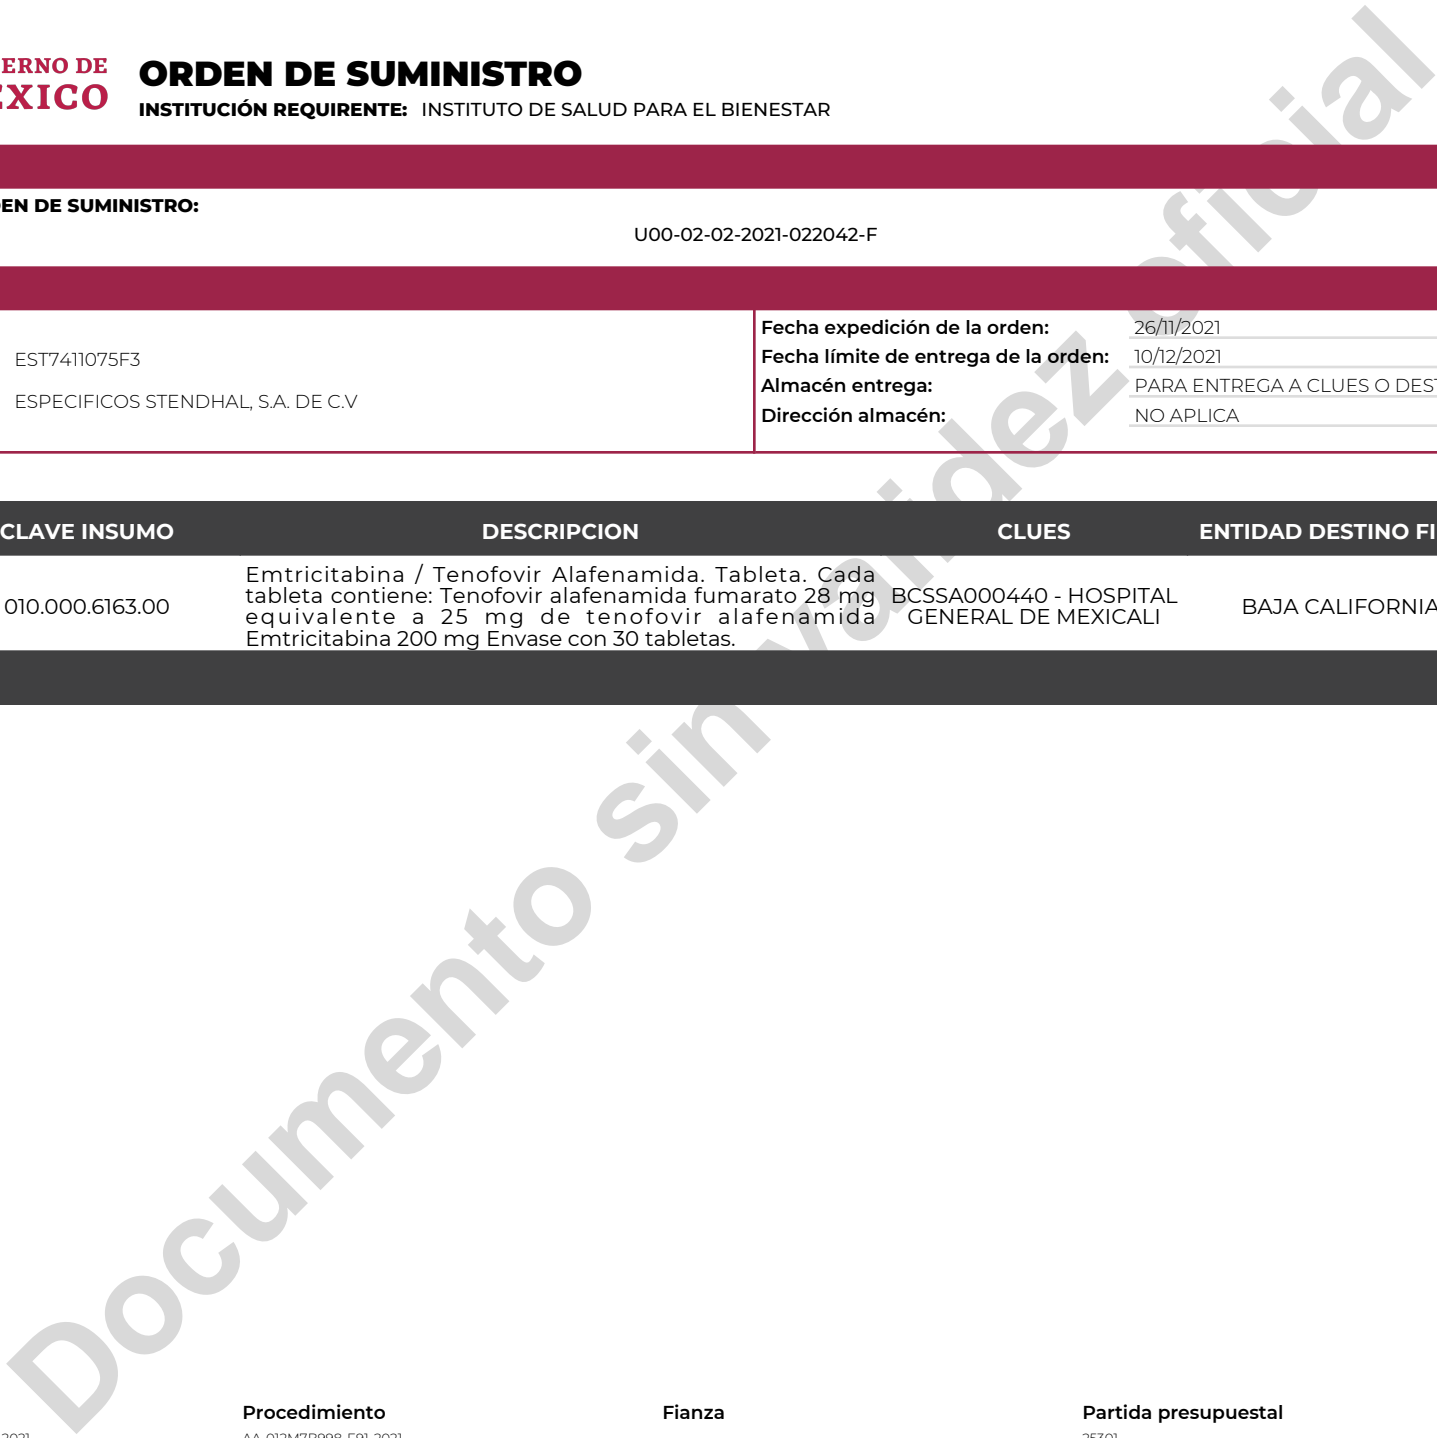 ERNO DE
EXICO
ORDEN DE SUMINISTRO
INSTITUCIÓN REQUIRENTE: INSTITUTO DE SALUD PARA EL BIENESTAR
EN DE SUMINISTRO:
U00-02-02-2021-022042-F
EST7411075F3
ESPECIFICOS STENDHAL, S.A. DE C.V
Fecha expedición de la orden: 26/11/2021
Fecha límite de entrega de la orden: 10/12/2021
Almacén entrega: PARA ENTREGA A CLUES O DEST
Dirección almacén: NO APLICA
CLAVE INSUMO DESCRIPCION CLUES ENTIDAD DESTINO FI
010.000.6163.00
Emtricitabina / Tenofovir Alafenamida. Tableta. Cada
tableta contiene: Tenofovir alafenamida fumarato 28 mg
equivalente a 25 mg de tenofovir alafenamida
Emtricitabina 200 mg Envase con 30 tabletas.
BCSSA000440 - HOSPITAL
GENERAL DE MEXICALI
BAJA CALIFORNIA
Documento sin validez oficial
Procedimiento Fianza Partida presupuestal